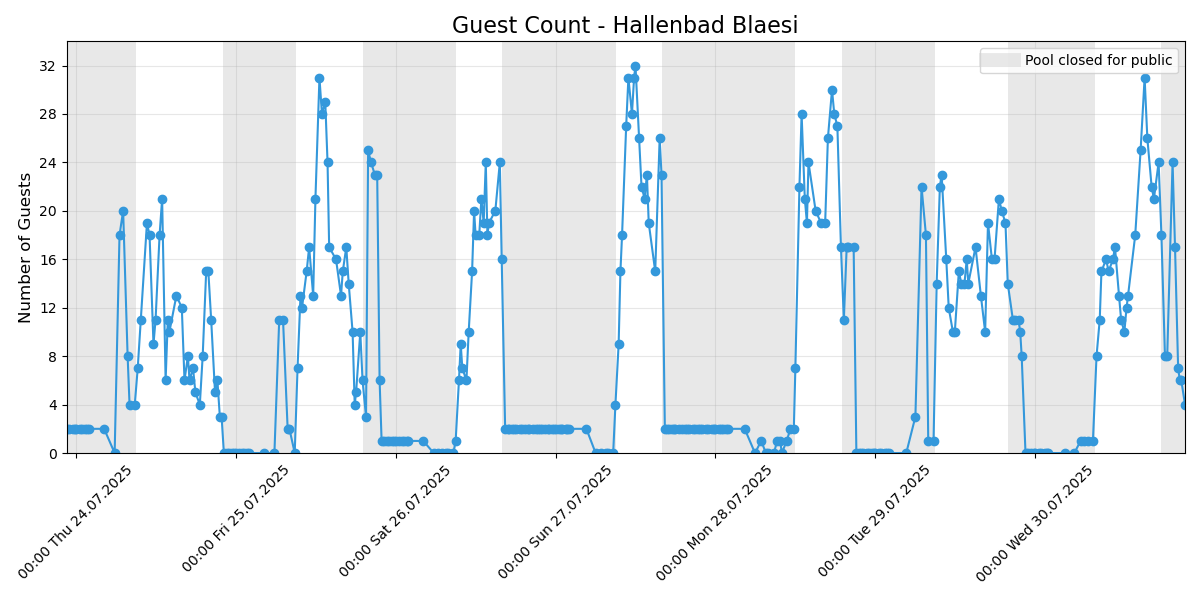 Guest Count - Hallenbad Blaesi
Pool closed for public
Number of Guests
32
28
24
20
16
12
8
4
0
00:00 Thu 24.07.2025
00:00 Fri 25.07.2025
00:00 Sat 26.07.2025
00:00 Sun 27.07.2025
00:00 Mon 28.07.2025
00:00 Tue 29.07.2025
00:00 Wed 30.07.2025